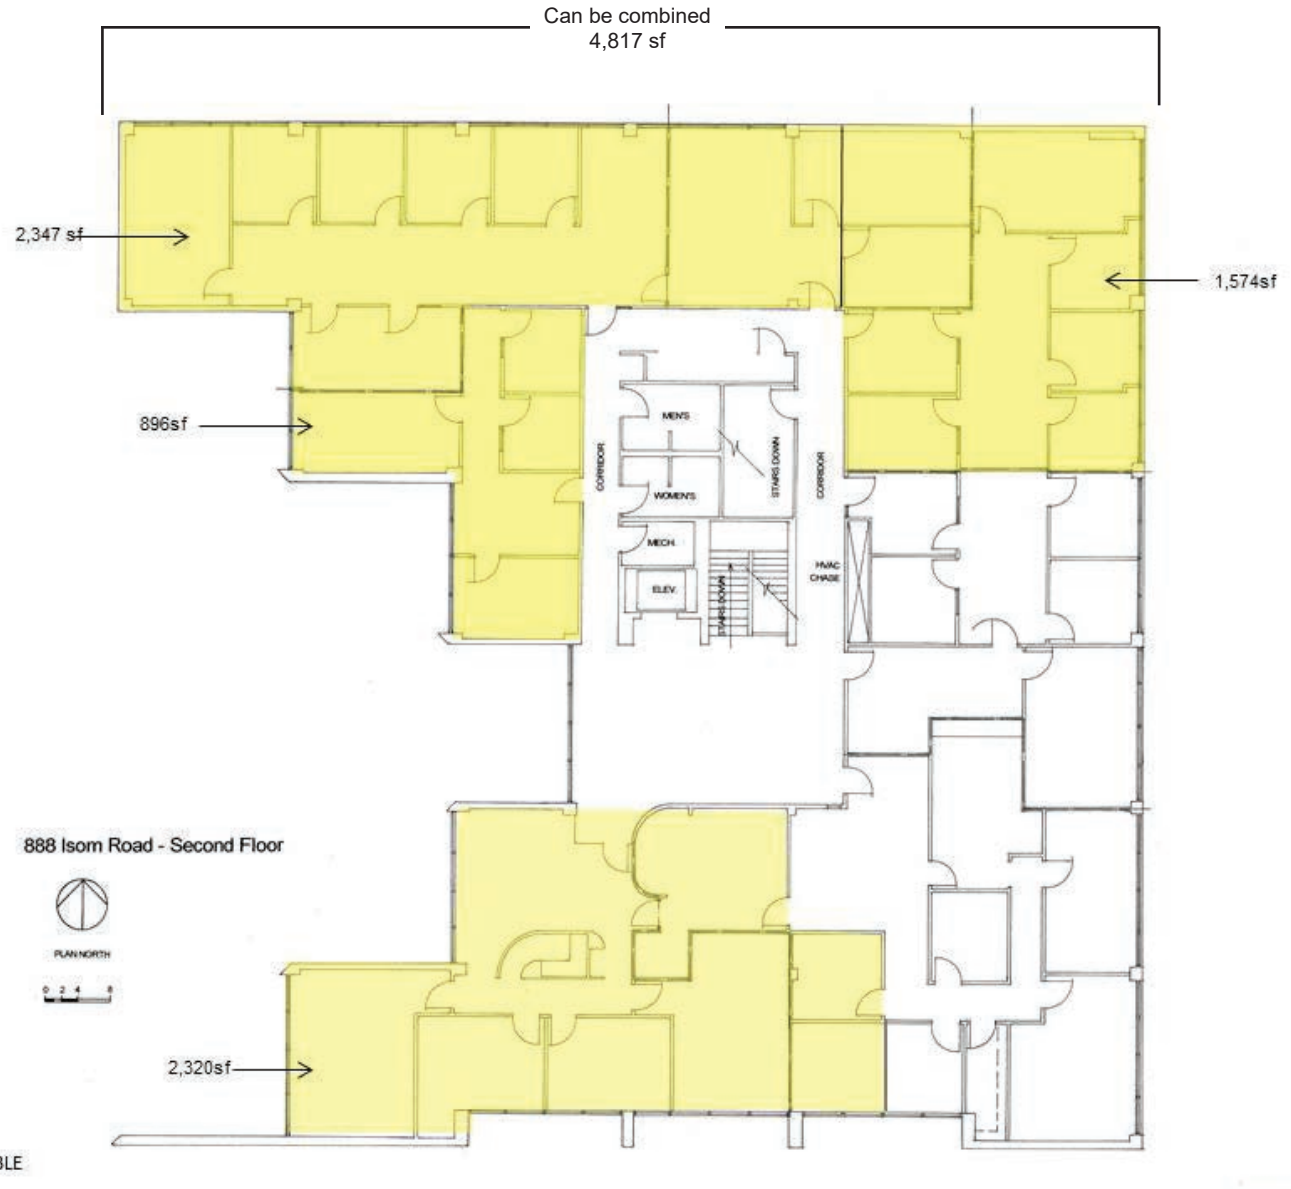 Can be combined
4,817 sf
2,347 sf
1,574sf
896sf
MEN'S
CORRIDOR
STAIRS DOWN
CORRIDOR
WOMEN'S
MECH.
HVAC
CHASE
ELEV.
STAIRS DOWN
888 Isom Road - Second Floor
PLAN NORTH
0 2 4 8
2,320sf
BLE